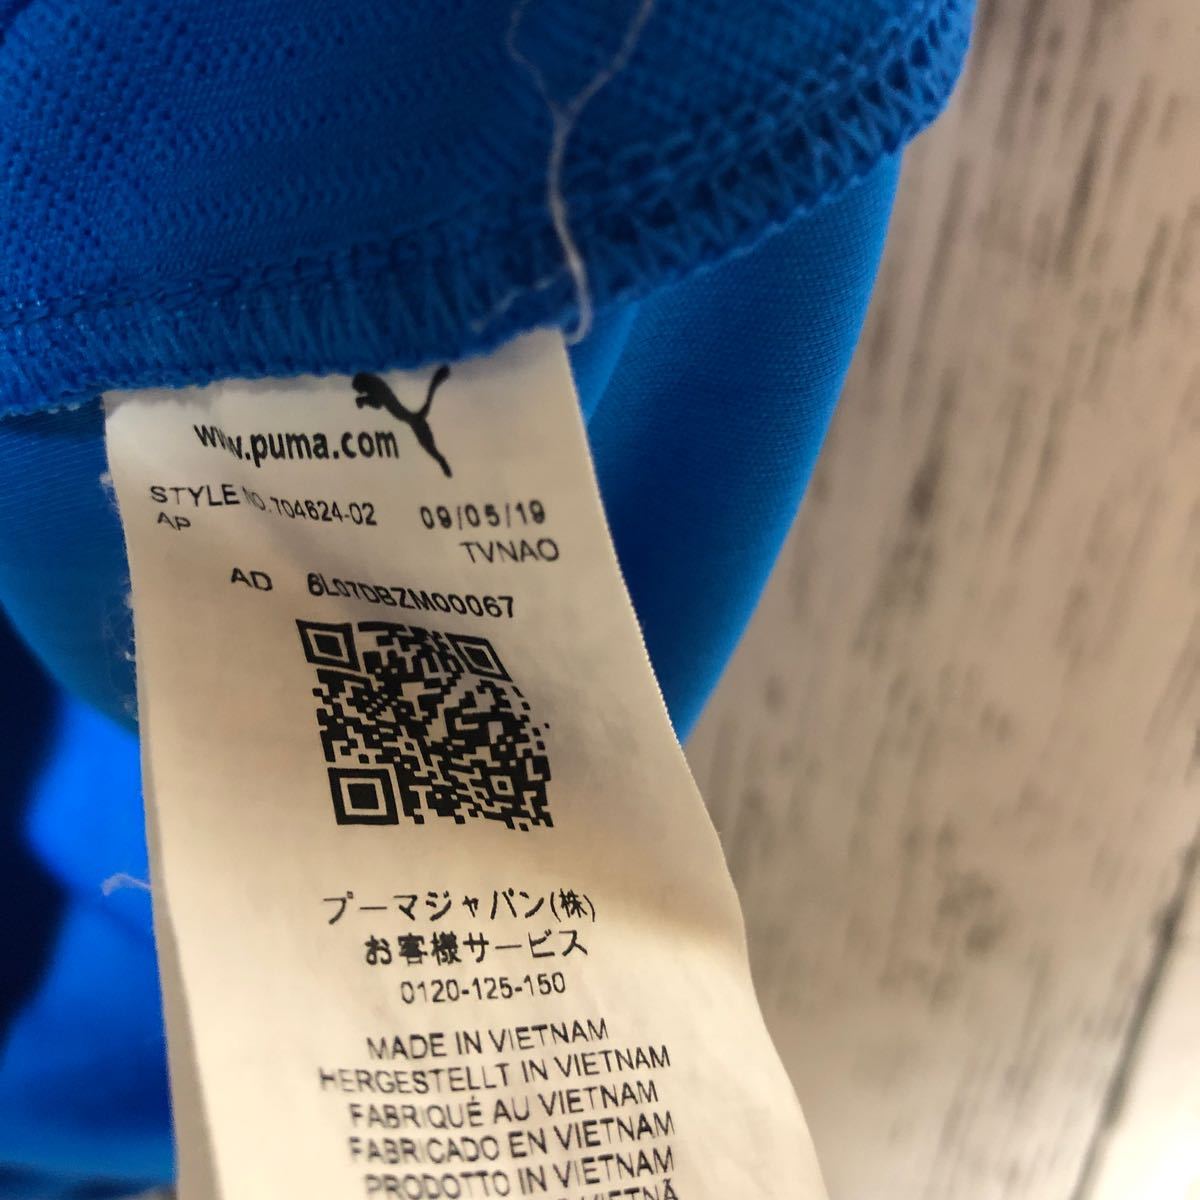 www.puma.com
STYLE NO.704624-02 09/05/19
AP TVNAO
AD 6L07DBZM00067
プーマジャパン(株)
お客様サービス
0120-125-150
MADE IN VIETNAM
HERGESTELLT IN VIETNAM
FABRIQUÉ AU VIETNAM
FABRICADO EN VIETNAM
PRODOTTO IN VIETNAM